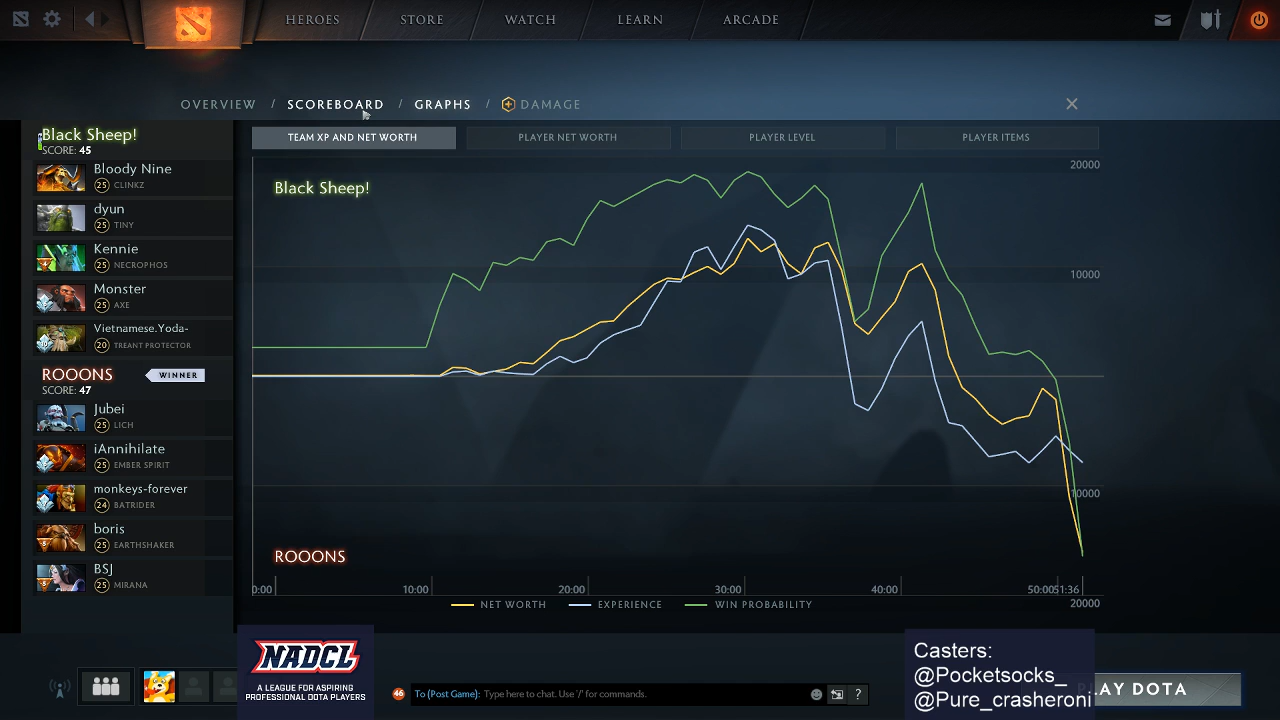 HEROES
STORE
WATCH
LEARN
ARCADE
OVERVIEW / SCOREBOARD / GRAPHS / DAMAGE
Black Sheep!
SCORE: 45
Bloody Nine
25 CLINKZ
dyun
25 TINY
Kennie
25 NECROPHOS
Monster
25 AXE
Vietnamese.Yoda-
20 TREANT PROTECTOR
ROOONS
WINNER
SCORE: 47
Jubei
25 LICH
iAnnihilate
25 EMBER SPIRIT
monkeys-forever
24 BATRIDER
boris
25 EARTHSHAKER
BSJ
25 MIRANA
TEAM XP AND NET WORTH
PLAYER NET WORTH
PLAYER LEVEL
PLAYER ITEMS
20000
Black Sheep!
10000
10000
ROOONS
0:00 10:00 20:00 30:00 40:00 50:00 51:36
20000
NET WORTH
EXPERIENCE
WIN PROBABILITY
NADCL
A LEAGUE FOR ASPIRING
PROFESSIONAL DOTA PLAYERS
46
To (Post Game): Type here to chat. Use '/' for commands.
?
Casters:
@Pocketsocks_
@Pure_crasheroni
LAY DOTA